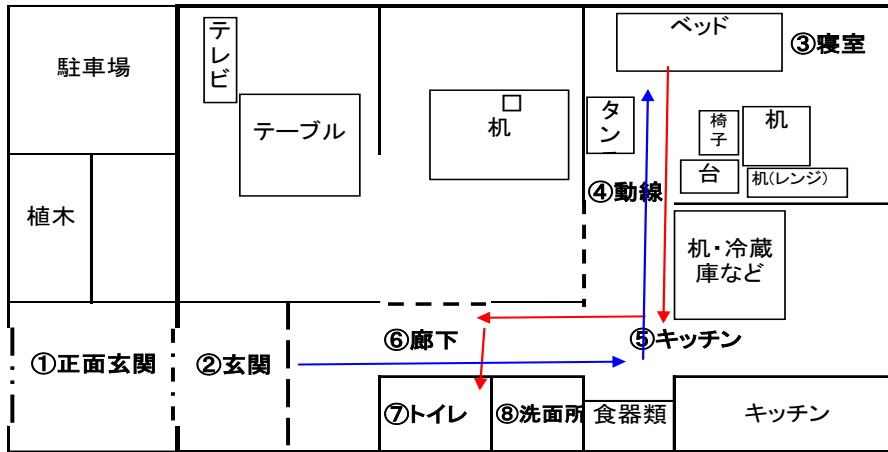 駐車場
テレビ
テーブル
机
ベッド
③寝室
タン
椅子
机
台
机(レンジ)
植木
④動線
机・冷蔵
庫など
①正面玄関
②玄関
⑥廊下
⑤キッチン
⑦トイレ
⑧洗面所
食器類
キッチン